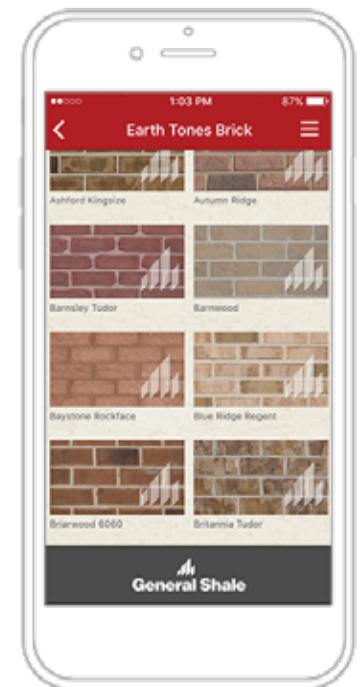 1:03 PM 87%
Earth Tones Brick
Ashford Kingsize Autumn Ridge
Barnsley Tudor Barnwood
Baystone Rockface Blue Ridge Regent
Briarwood 6060 Britannia Tudor
General Shale